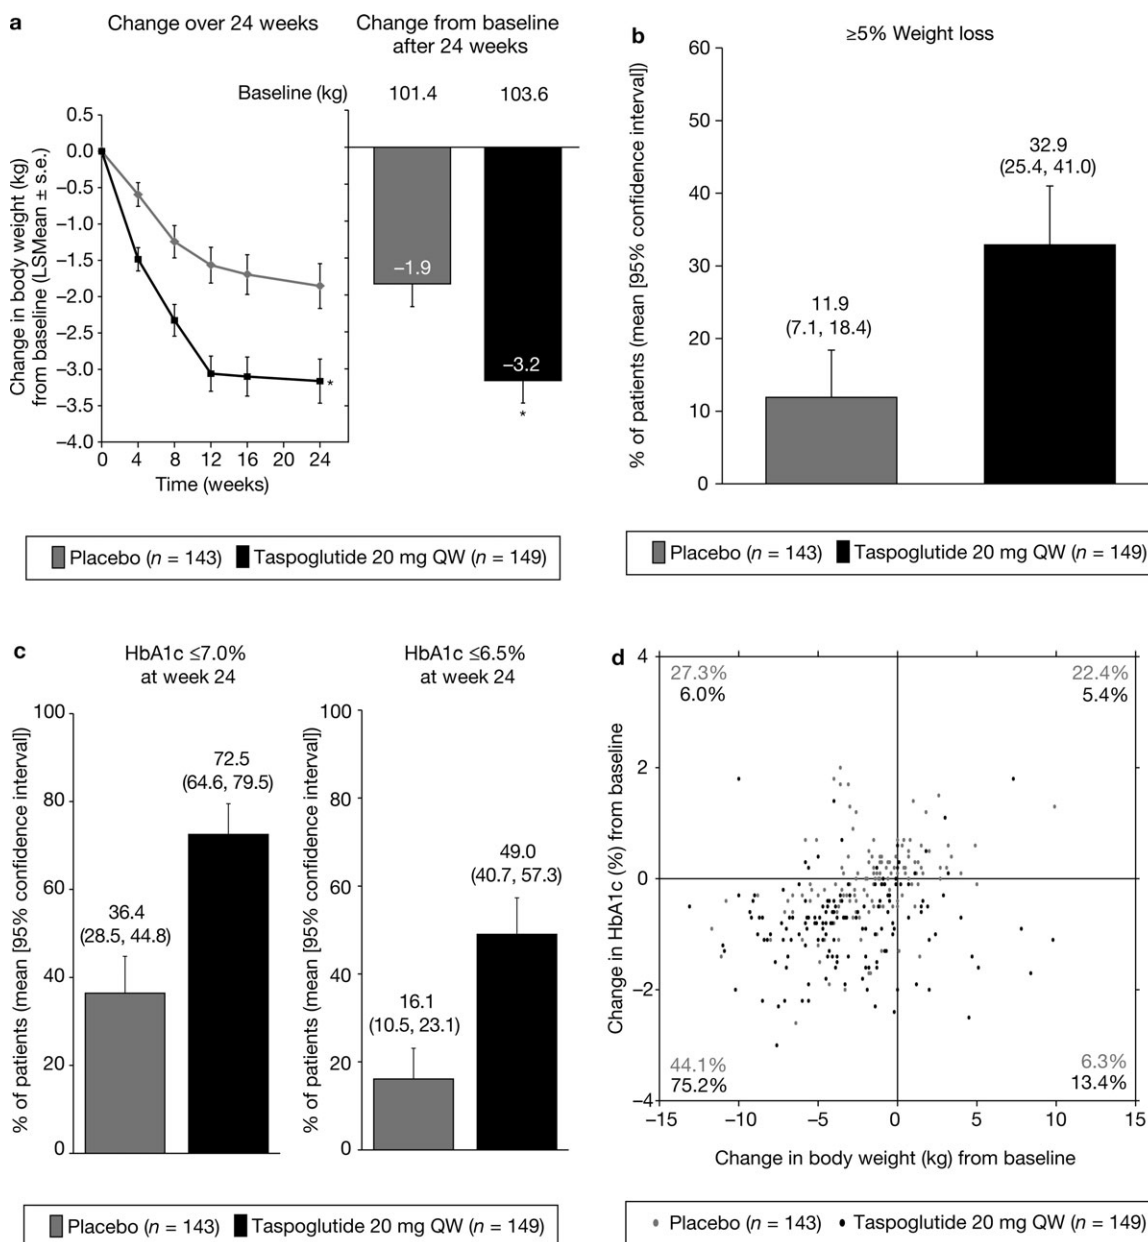 a
Change over 24 weeks
Change from baseline
after 24 weeks
Baseline (kg)
101.4
103.6
Change in body weight (kg)
from baseline (LSMean ± s.e.)
0.5
0.0
−0.5
−1.0
−1.5
−2.0
−2.5
−3.0
−3.5
−4.0
*
0
4
8
12
16
20
24
Time (weeks)
−1.9
−3.2
*
Placebo (n = 143)
Taspoglutide 20 mg QW (n = 149)
b
≥5% Weight loss
% of patients (mean [95% confidence interval])
60
50
40
30
20
10
0
11.9
(7.1, 18.4)
32.9
(25.4, 41.0)
Placebo (n = 143)
Taspoglutide 20 mg QW (n = 149)
c
HbA1c ≤7.0%
at week 24
% of patients (mean [95% confidence interval])
100
80
60
40
20
0
36.4
(28.5, 44.8)
72.5
(64.6, 79.5)
HbA1c ≤6.5%
at week 24
% of patients (mean [95% confidence interval])
100
80
60
40
20
0
16.1
(10.5, 23.1)
49.0
(40.7, 57.3)
Placebo (n = 143)
Taspoglutide 20 mg QW (n = 149)
d
Change in HbA1c (%) from baseline
4
2
0
−2
−4
27.3%
6.0%
22.4%
5.4%
44.1%
75.2%
6.3%
13.4%
−15
−10
−5
0
5
10
15
Change in body weight (kg) from baseline
Placebo (n = 143)
Taspoglutide 20 mg QW (n = 149)